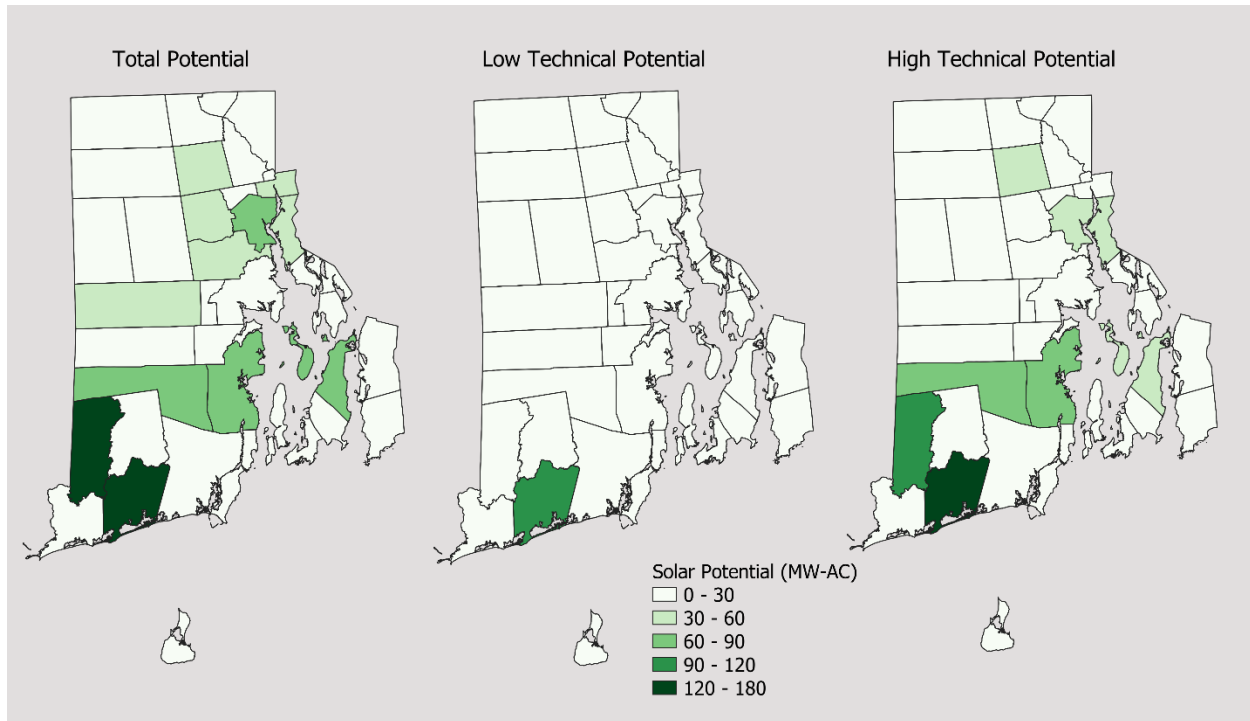 Total Potential
Low Technical Potential
High Technical Potential
Solar Potential (MW-AC)
0 - 30
30 - 60
60 - 90
90 - 120
120 - 180